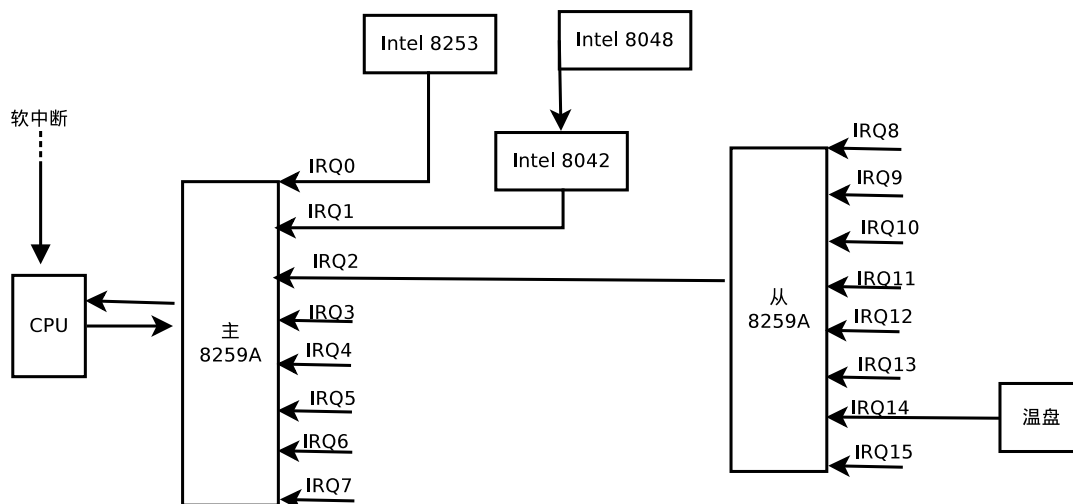 Intel 8253
Intel 8048
软中断
Intel 8042
IRQ0
IRQ1
IRQ2
IRQ3
IRQ4
IRQ5
IRQ6
IRQ7
CPU
主
8259A
IRQ8
IRQ9
IRQ10
IRQ11
IRQ12
IRQ13
IRQ14
IRQ15
从
8259A
温盘